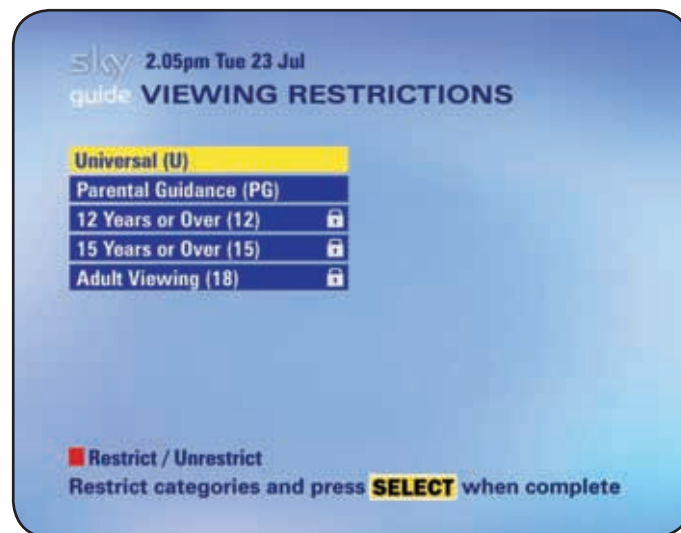 sky 2.05pm Tue 23 Jul
guide VIEWING RESTRICTIONS
Universal (U)
Parental Guidance (PG)
12 Years or Over (12)
15 Years or Over (15)
Adult Viewing (18)
Restrict / Unrestrict
Restrict categories and press SELECT when complete